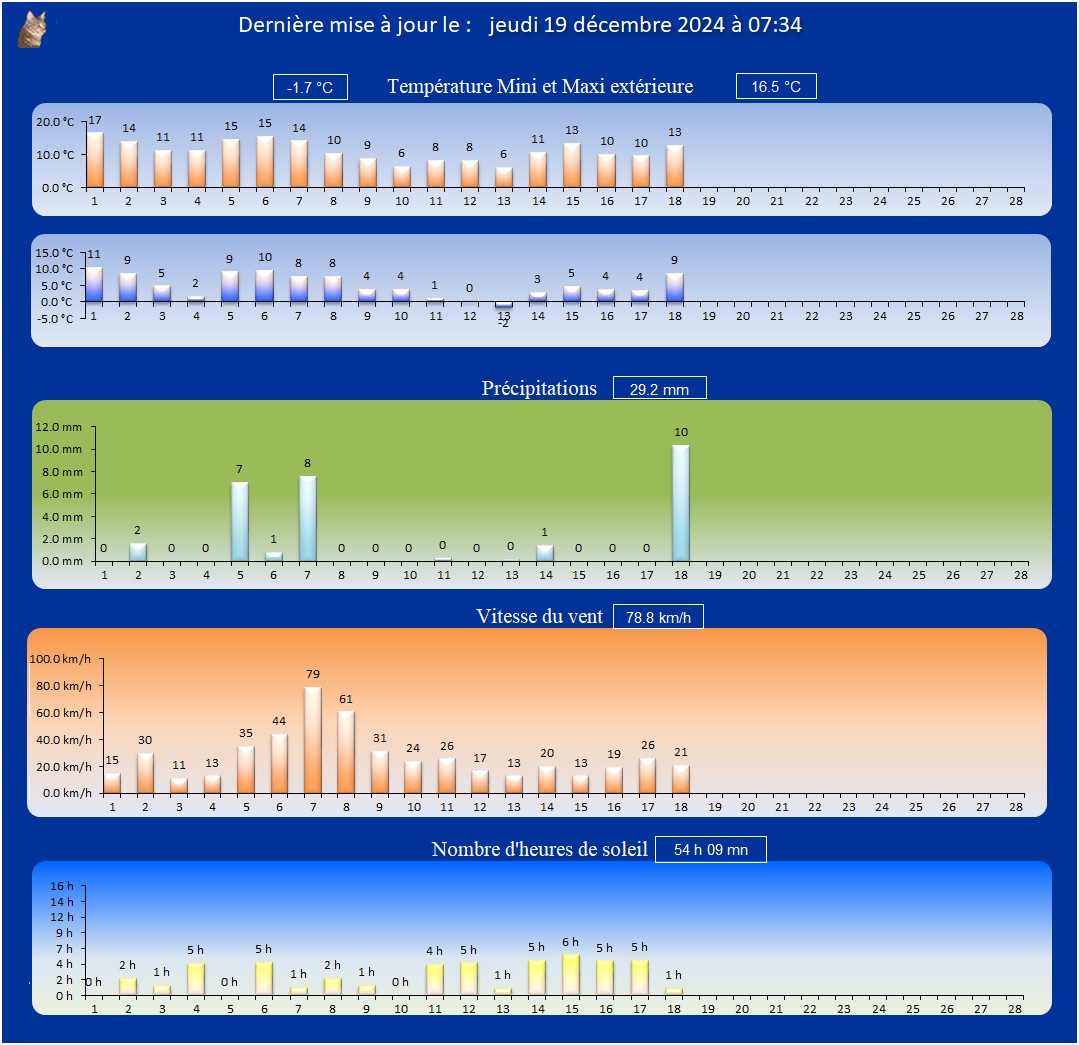 Dernière mise à jour le : jeudi 19 décembre 2024 à 07:34
-1.7 °C Température Mini et Maxi extérieure 16.5 °C
20.0 °C
10.0 °C
0.0 °C
17 14 11 11 15 15 14 10 9 6 8 8 6 11 13 10 10 13
1 2 3 4 5 6 7 8 9 10 11 12 13 14 15 16 17 18 19 20 21 22 23 24 25 26 27 28
15.0 °C
10.0 °C
5.0 °C
0.0 °C
-5.0 °C
11 9 5 2 9 10 8 8 4 4 1 0 -2 3 5 4 4 9
1 2 3 4 5 6 7 8 9 10 11 12 13 14 15 16 17 18 19 20 21 22 23 24 25 26 27 28
Précipitations 29.2 mm
12.0 mm
10.0 mm
8.0 mm
6.0 mm
4.0 mm
2.0 mm
0.0 mm
0 2 0 0 7 1 8 0 0 0 0 0 0 1 0 0 0 10
1 2 3 4 5 6 7 8 9 10 11 12 13 14 15 16 17 18 19 20 21 22 23 24 25 26 27 28
Vitesse du vent 78.8 km/h
100.0 km/h
80.0 km/h
60.0 km/h
40.0 km/h
20.0 km/h
0.0 km/h
15 30 11 13 35 44 79 61 31 24 26 17 13 20 13 19 26 21
1 2 3 4 5 6 7 8 9 10 11 12 13 14 15 16 17 18 19 20 21 22 23 24 25 26 27 28
Nombre d'heures de soleil 54 h 09 mn
16 h
14 h
12 h
9 h
7 h
4 h
2 h
0 h
0 h 2 h 1 h 5 h 0 h 5 h 1 h 2 h 1 h 0 h 4 h 5 h 1 h 5 h 6 h 5 h 5 h 1 h
1 2 3 4 5 6 7 8 9 10 11 12 13 14 15 16 17 18 19 20 21 22 23 24 25 26 27 28